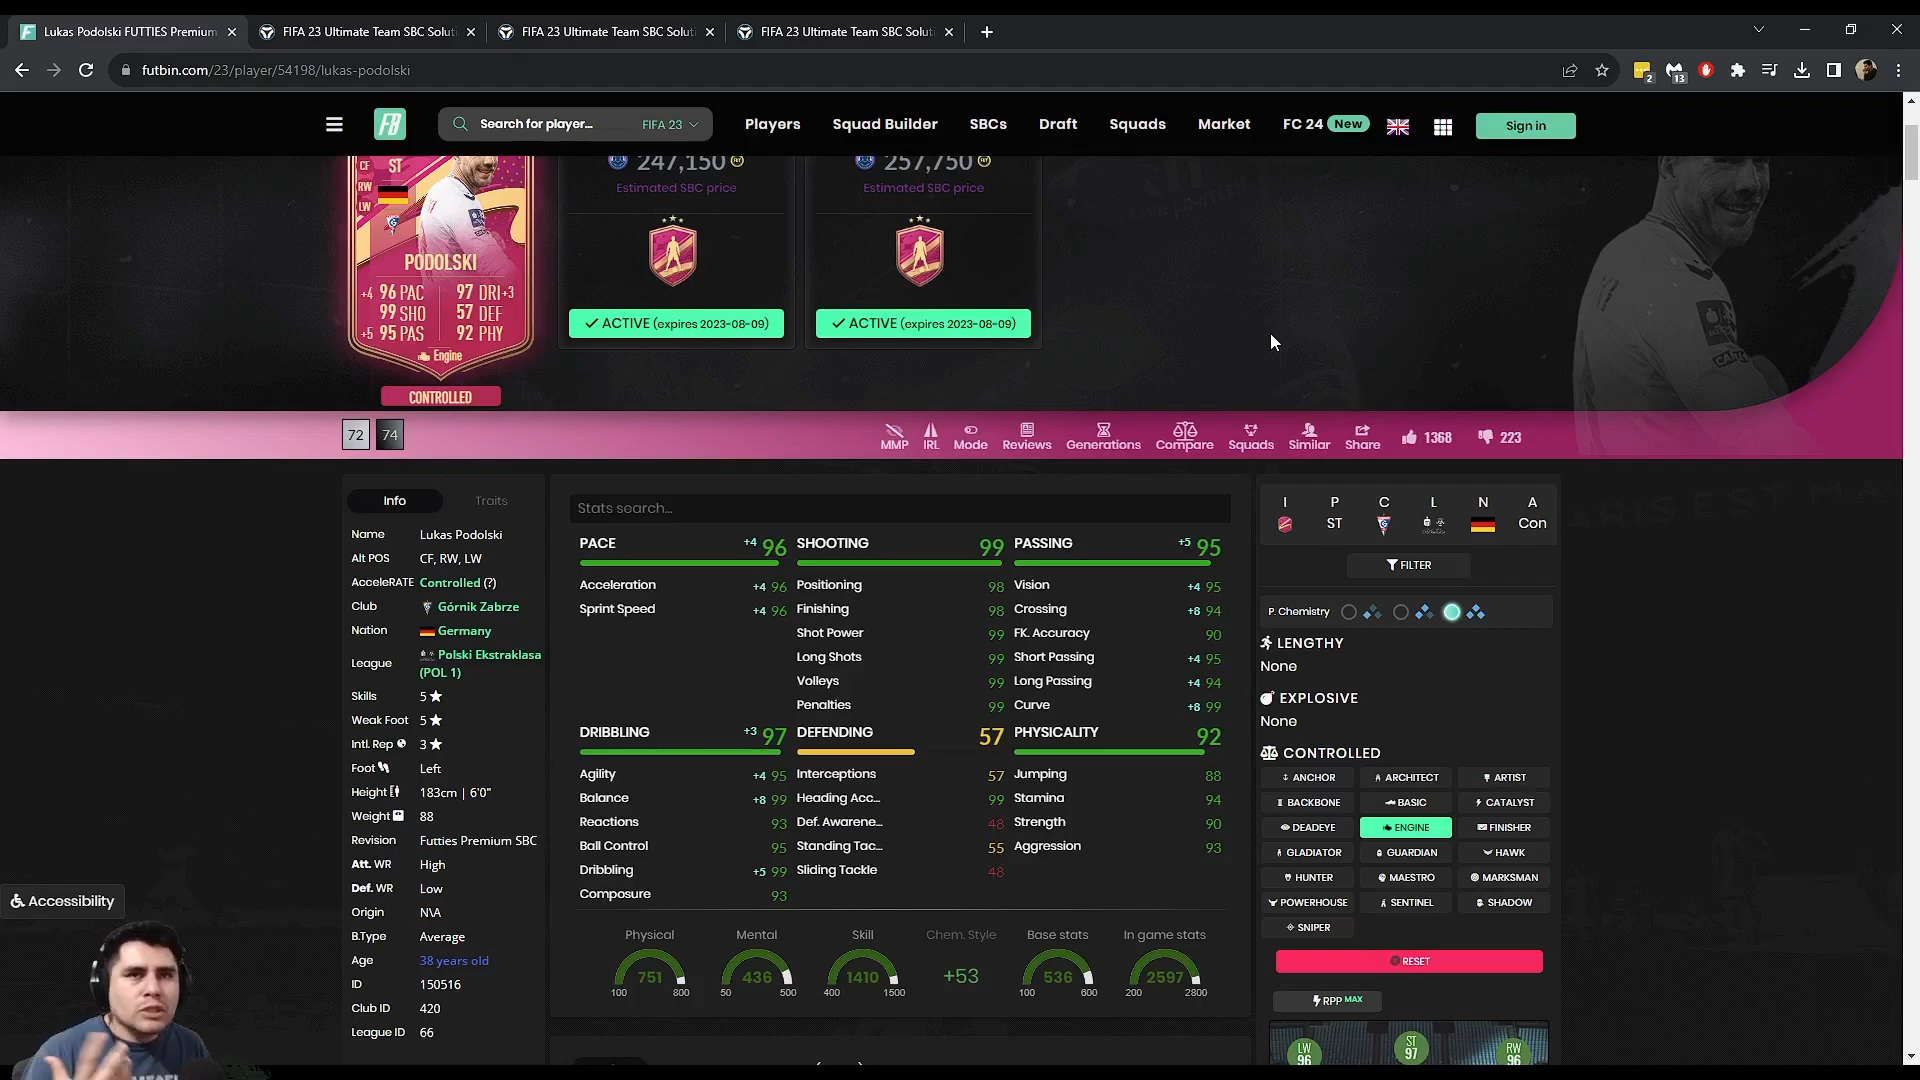 Lukas Podolski FUTTIES Premium
FIFA 23 Ultimate Team SBC Soluti
FIFA 23 Ultimate Team SBC Soluti
FIFA 23 Ultimate Team SBC Soluti
futbin.com/23/player/54198/lukas-podolski
2
13
FB
Search for player...
FIFA 23
Players
Squad Builder
SBCs
Draft
Squads
Market
FC 24 New
Sign in
CF
ST
RW
LW
PODOLSKI
+4 96 PAC 97 DRI +3
99 SHO 57 DEF
+5 95 PAS 92 PHY
Engine
CONTROLLED
247,150
Estimated SBC price
ACTIVE (expires 2023-08-09)
257,750
Estimated SBC price
ACTIVE (expires 2023-08-09)
72 74
MMP
IRL
Mode
Reviews
Generations
Compare
Squads
Similar
Share
1368
223
Info Traits
Name Lukas Podolski
Alt POS CF, RW, LW
AcceleRATE Controlled (?)
Club Górnik Zabrze
Nation Germany
League Polski Ekstraklasa
(POL 1)
Skills 5
Weak Foot 5
Intl. Rep 3
Foot Left
Height 183cm | 6'0"
Weight 88
Revision Futties Premium SBC
Att. WR High
Def. WR Low
Origin N\A
B.Type Average
Age 38 years old
ID 150516
Club ID 420
League ID 66
Stats search...
PACE +4 96
Acceleration +4 96
Sprint Speed +4 96
SHOOTING 99
Positioning 98
Finishing 98
Shot Power 99
Long Shots 99
Volleys 99
Penalties 99
PASSING +5 95
Vision +4 95
Crossing +8 94
FK. Accuracy 90
Short Passing +4 95
Long Passing +4 94
Curve +8 99
DRIBBLING +3 97
Agility +4 95
Balance +8 99
Reactions 93
Ball Control 95
Dribbling +5 99
Composure 93
DEFENDING 57
Interceptions 57
Heading Acc... 99
Def. Awarene... 48
Standing Tac... 55
Sliding Tackle 48
PHYSICALITY 92
Jumping 88
Stamina 94
Strength 90
Aggression 93
Physical Mental Skill Chem. Style Base stats In game stats
751 436 1410 +53 536 2597
100 800 50 500 400 1500 100 600 200 2800
I P C L N A
ST Con
FILTER
P. Chemistry
LENGTHY
None
EXPLOSIVE
None
CONTROLLED
ANCHOR ARCHITECT ARTIST
BACKBONE BASIC CATALYST
DEADEYE ENGINE FINISHER
GLADIATOR GUARDIAN HAWK
HUNTER MAESTRO MARKSMAN
POWERHOUSE SENTINEL SHADOW
SNIPER
RESET
RPP MAX
LW
96
ST
97
RW
96
Accessibility